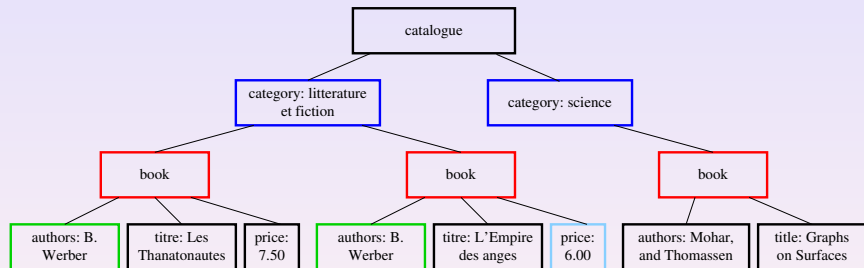 catalogue
category: litterature
et fiction
category: science
book
book
book
authors: B.
Werber
titre: Les
Thanatonautes
price:
7.50
authors: B.
Werber
titre: L'Empire
des anges
price:
6.00
authors: Mohar,
and Thomassen
title: Graphs
on Surfaces